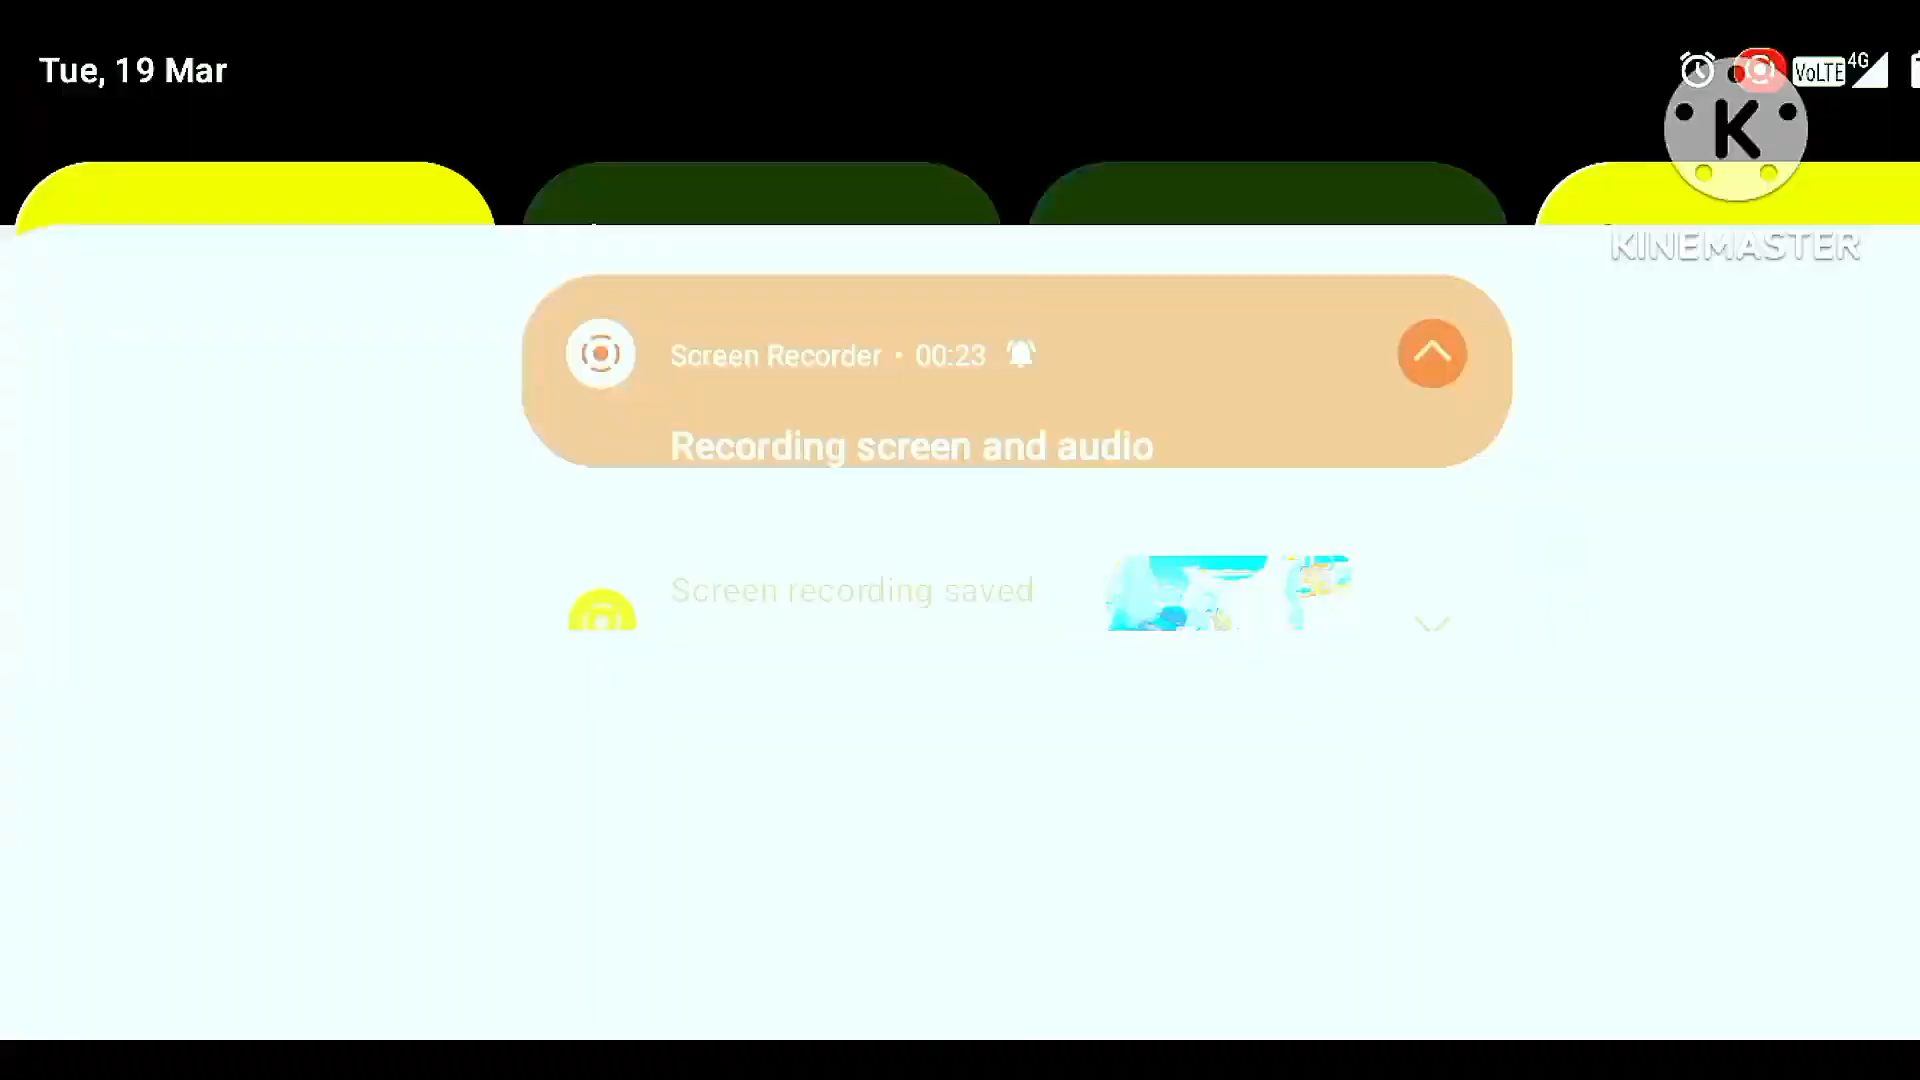 Tue, 19 Mar
VoLTE 4G
K
KINEMASTER
Screen Recorder • 00:23
Recording screen and audio
Screen recording saved